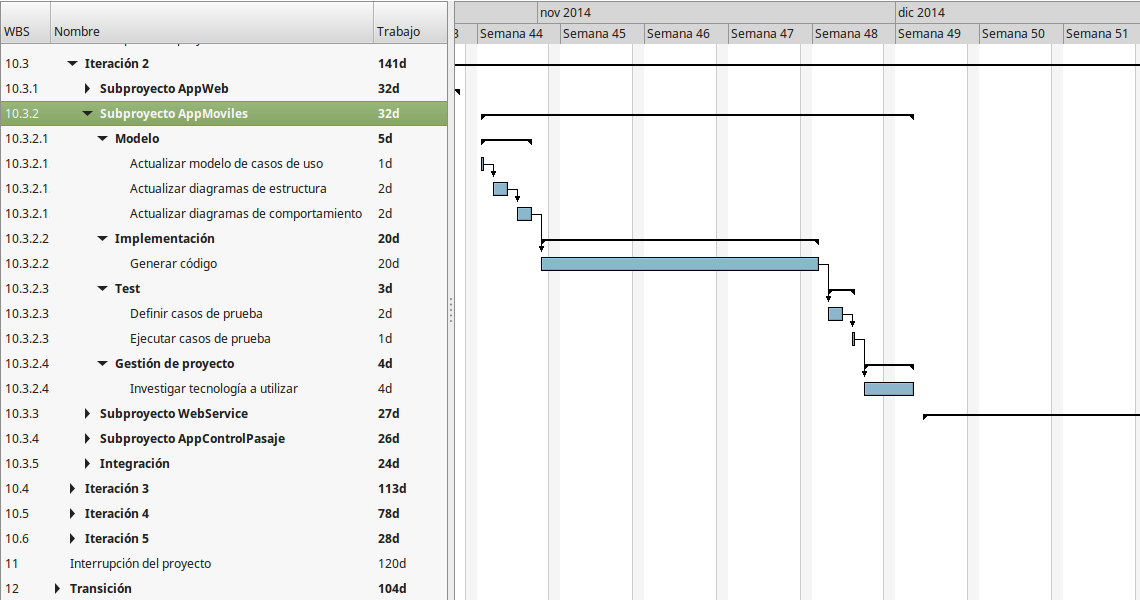 nov 2014 dic 2014
WBS Nombre Trabajo 3 Semana 44 Semana 45 Semana 46 Semana 47 Semana 48 Semana 49 Semana 50 Semana 51
10.3 Iteración 2 141d
10.3.1 Subproyecto AppWeb 32d
10.3.2 Subproyecto AppMoviles 32d
10.3.2.1 Modelo 5d
10.3.2.1 Actualizar modelo de casos de uso 1d
10.3.2.1 Actualizar diagramas de estructura 2d
10.3.2.1 Actualizar diagramas de comportamiento 2d
10.3.2.2 Implementación 20d
10.3.2.2 Generar código 20d
10.3.2.3 Test 3d
10.3.2.3 Definir casos de prueba 2d
10.3.2.3 Ejecutar casos de prueba 1d
10.3.2.4 Gestión de proyecto 4d
10.3.2.4 Investigar tecnología a utilizar 4d
10.3.3 Subproyecto WebService 27d
10.3.4 Subproyecto AppControlPasaje 26d
10.3.5 Integración 24d
10.4 Iteración 3 113d
10.5 Iteración 4 78d
10.6 Iteración 5 28d
11 Interrupción del proyecto 120d
12 Transición 104d